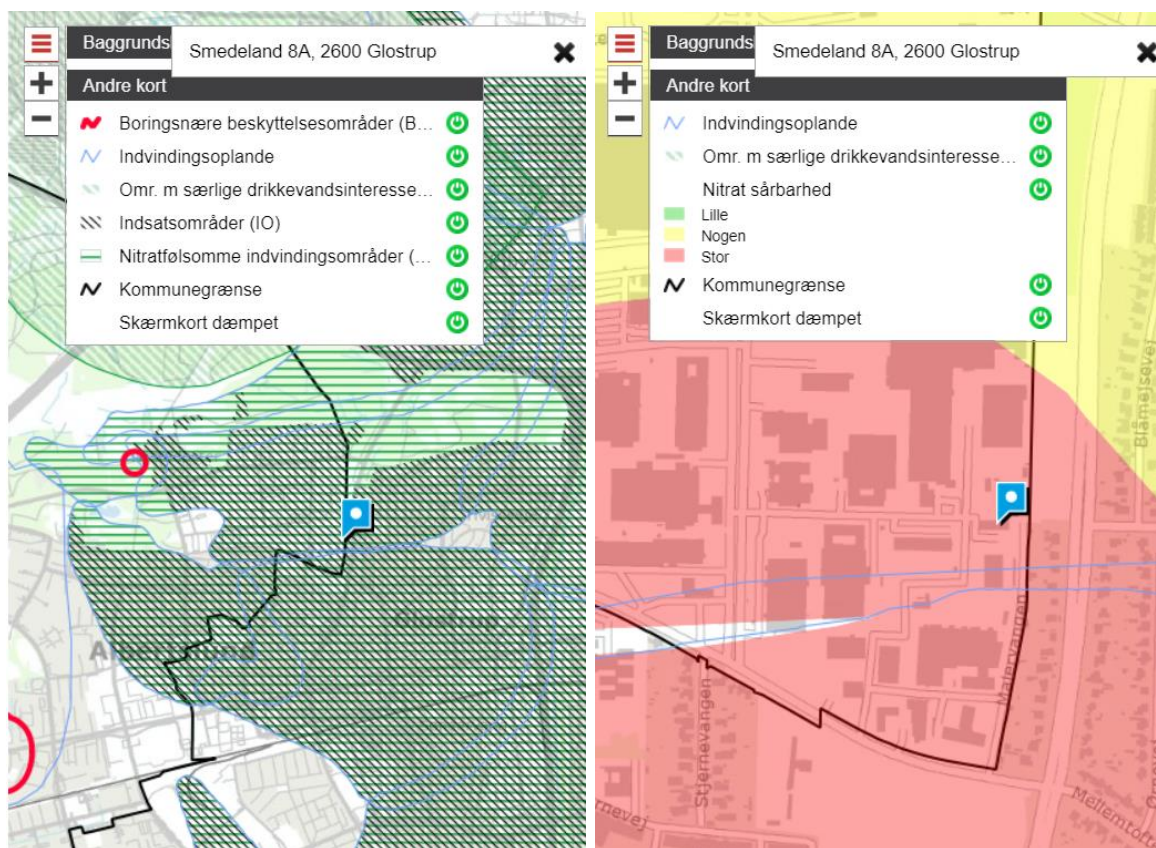 Baggrunds
Smedeland 8A, 2600 Glostrup
Andre kort
Boringsnære beskyttelsesområder (B...
Indvindingsoplande
Omr. m særlige drikkevandsinteresse...
Indsatsområder (IO)
Nitratfølsomme indvindingsområder (...
Kommunegrænse
Skærmkort dæmpet
Baggrunds
Smedeland 8A, 2600 Glostrup
Andre kort
Indvindingsoplande
Omr. m særlige drikkevandsinteresse...
Nitrat sårbarhed
Lille
Nogen
Stor
Kommunegrænse
Skærmkort dæmpet
Blåmejsevej
Malervangen
Stjernevangen